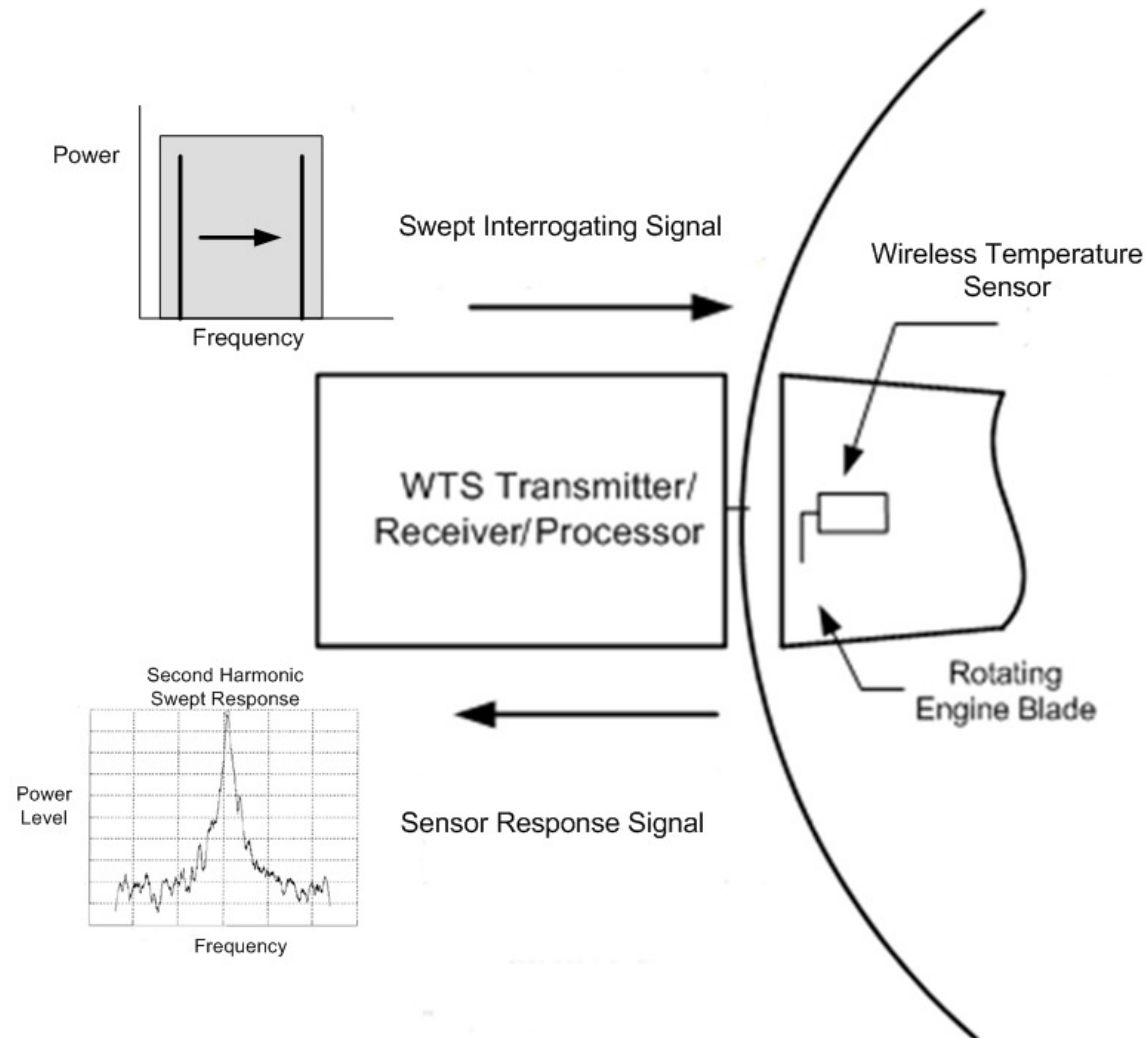 Power
Frequency
Swept Interrogating Signal
Wireless Temperature
Sensor
WTS Transmitter/
Receiver/Processor
Rotating
Engine Blade
Second Harmonic
Swept Response
Power
Level
Frequency
Sensor Response Signal